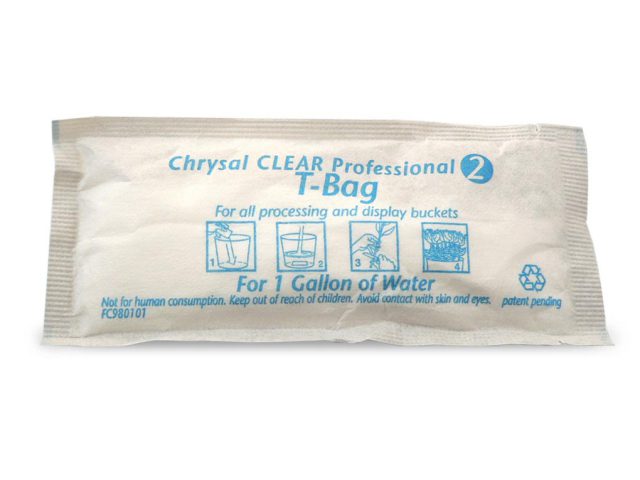 Chrysal CLEAR Professional 2
T-Bag
For all processing and display buckets
1 2 3 4
For 1 Gallon of Water
Not for human consumption. Keep out of reach of children. Avoid contact with skin and eyes. patent pending
FC980101